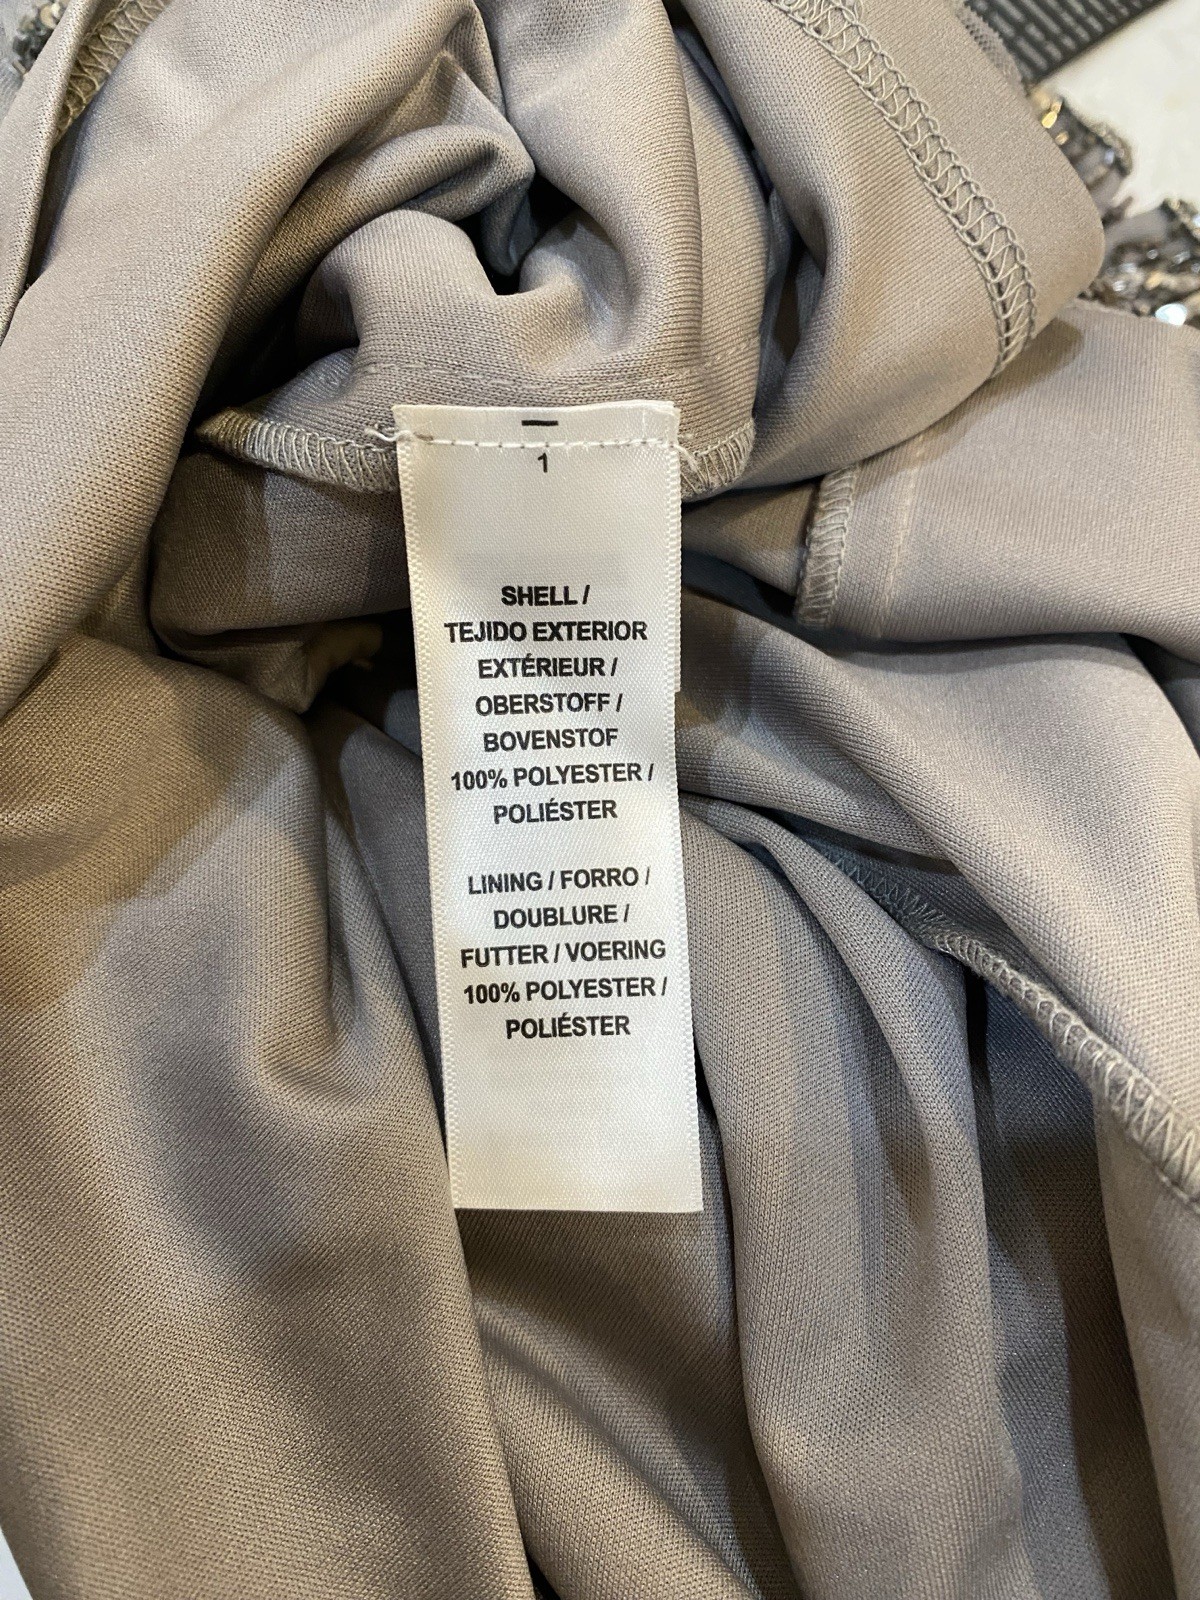 1
SHELL /
TEJIDO EXTERIOR
EXTÉRIEUR /
OBERSTOFF /
BOVENSTOF
100% POLYESTER /
POLIÉSTER
LINING / FORRO /
DOUBLURE /
FUTTER / VOERING
100% POLYESTER /
POLIÉSTER